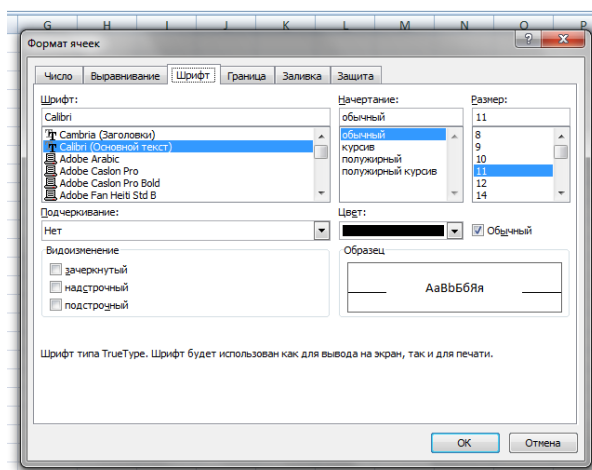 G H I J K L M N O P
Формат ячеек
Число Выравнивание Шрифт Граница Заливка Защита
Шрифт: Начертание: Размер:
Calibri обычный 11
Cambria (Заголовки) обычный 8
Calibri (Основной текст) курсив 9
Adobe Arabic полужирный 10
Adobe Caslon Pro полужирный курсив 11
Adobe Caslon Pro Bold 12
Adobe Fan Heiti Std B 14
Подчеркивание: Цвет:
Нет Обычный
Видоизменение Образец
зачеркнутый
надстрочный АаBbБбЯя
подстрочный
Шрифт типа TrueType. Шрифт будет использован как для вывода на экран, так и для печати.
ОК Отмена